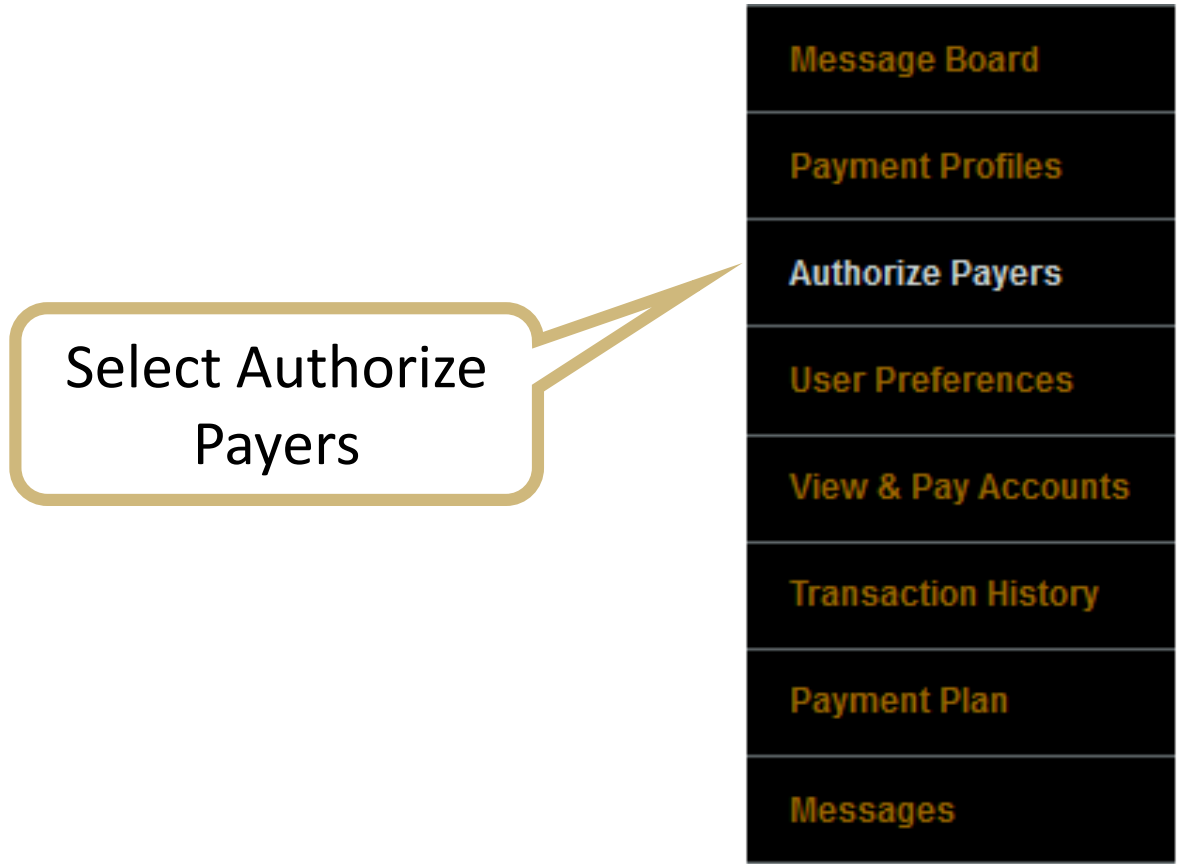 Message Board
Payment Profiles
Authorize Payers
Select Authorize
Payers
User Preferences
View & Pay Accounts
Transaction History
Payment Plan
Messages